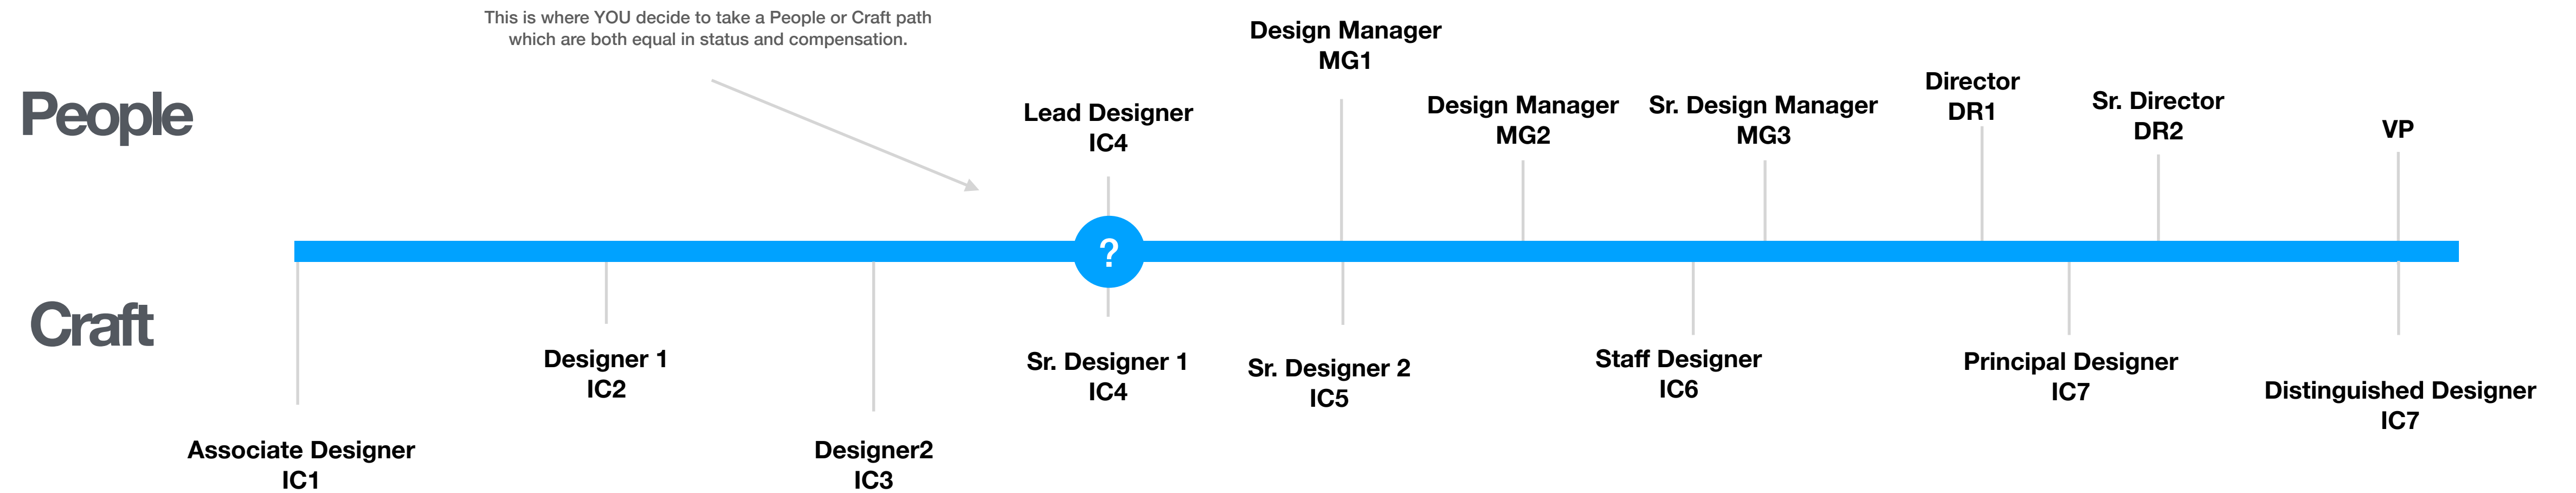 This is where YOU decide to take a People or Craft path
which are both equal in status and compensation.
People
Lead Designer
IC4
Design Manager
MG1
Design Manager
MG2
Sr. Design Manager
MG3
Director
DR1
Sr. Director
DR2
VP
?
Craft
Associate Designer
IC1
Designer 1
IC2
Designer2
IC3
Sr. Designer 1
IC4
Sr. Designer 2
IC5
Staff Designer
IC6
Principal Designer
IC7
Distinguished Designer
IC7